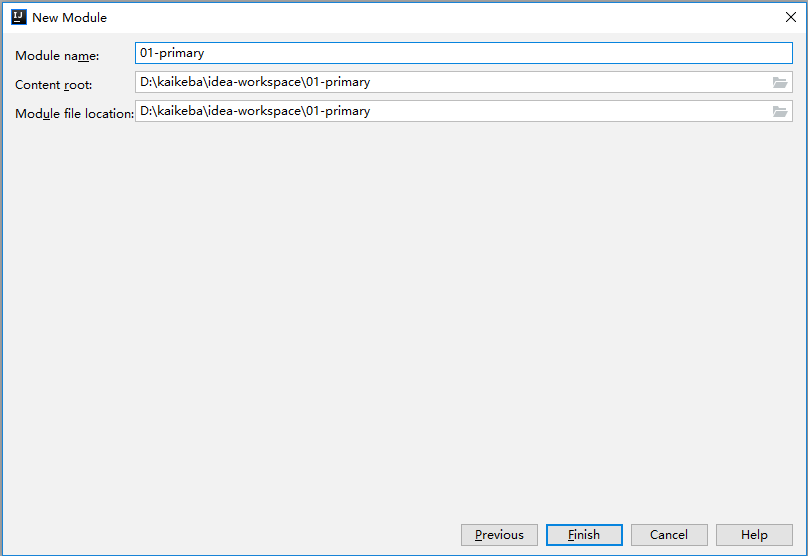 IJ New Module
Module name: 01-primary
Content root: D:\kaikeba\idea-workspace\01-primary
Module file location: D:\kaikeba\idea-workspace\01-primary
Previous Finish Cancel Help